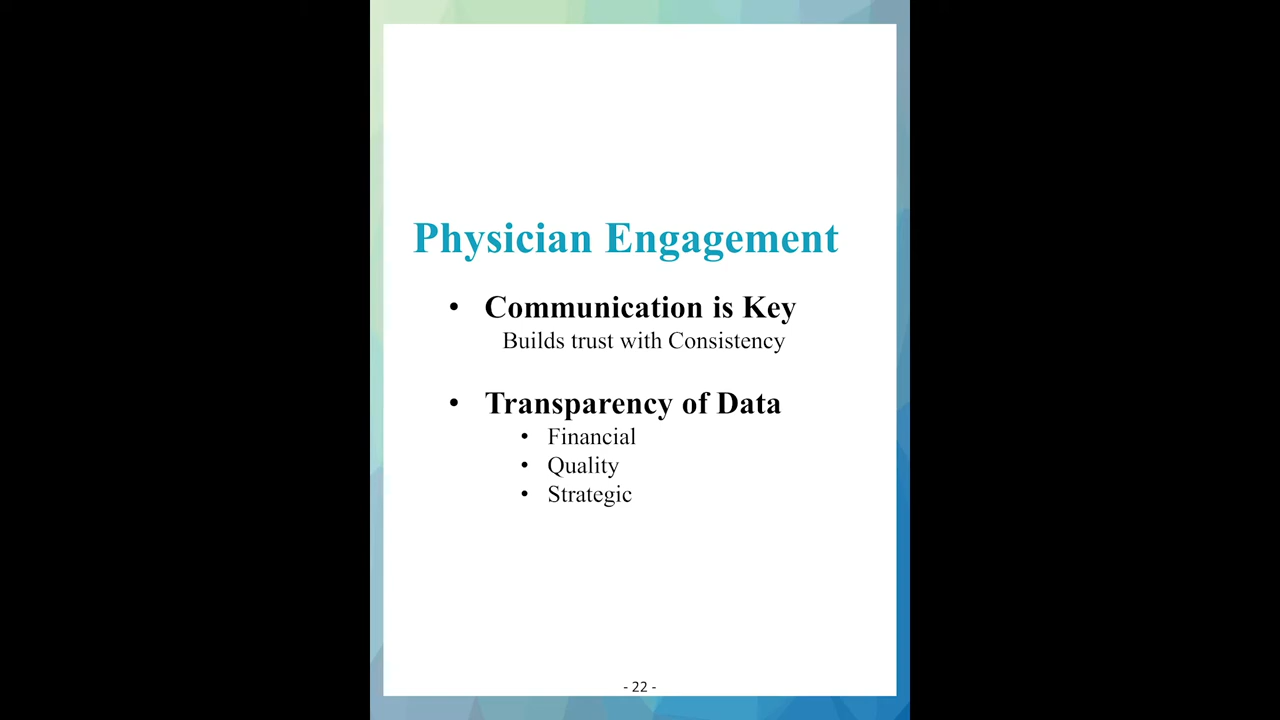 Physician Engagement
• Communication is Key
Builds trust with Consistency
• Transparency of Data
• Financial
• Quality
• Strategic
- 22 -